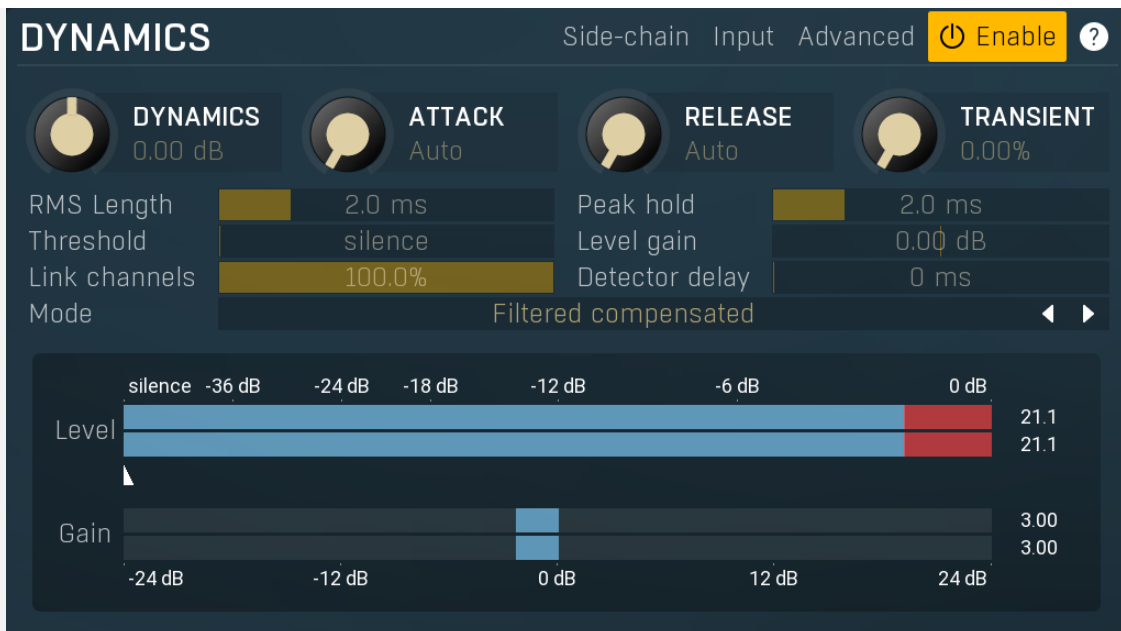 DYNAMICS Side-chain Input Advanced Enable ?
DYNAMICS ATTACK RELEASE TRANSIENT
0.00 dB Auto Auto 0.00%
RMS Length 2.0 ms Peak hold 2.0 ms
Threshold silence Level gain 0.00 dB
Link channels 100.0% Detector delay 0 ms
Mode Filtered compensated
silence -36 dB -24 dB -18 dB -12 dB -6 dB 0 dB
Level 21.1
21.1
Gain 3.00
3.00
-24 dB -12 dB 0 dB 12 dB 24 dB